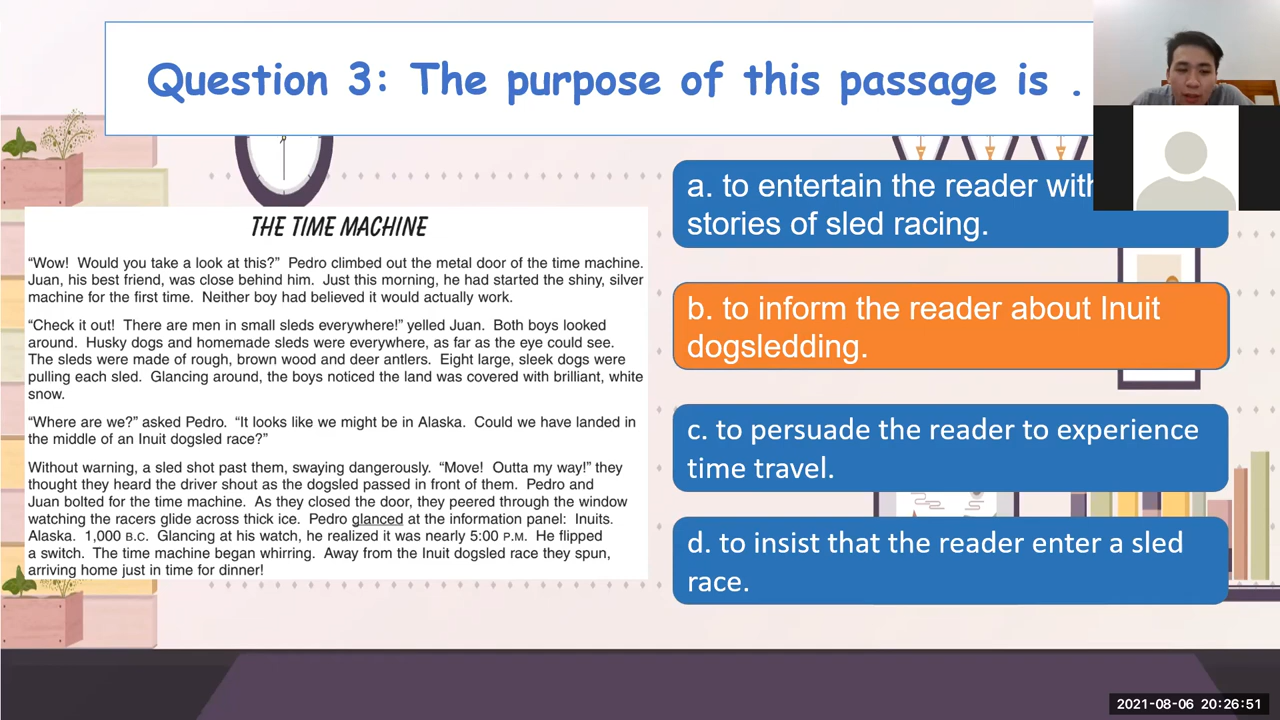 Question 3: The purpose of this passage is .
THE TIME MACHINE
“Wow!  Would you take a look at this?”  Pedro climbed out the metal door of the time machine.
Juan, his best friend, was close behind him.  Just this morning, he had started the shiny, silver
machine for the first time.  Neither boy had believed it would actually work.
“Check it out!  There are men in small sleds everywhere!” yelled Juan.  Both boys looked
around.  Husky dogs and homemade sleds were everywhere, as far as the eye could see.
The sleds were made of rough, brown wood and deer antlers.  Eight large, sleek dogs were
pulling each sled.  Glancing around, the boys noticed the land was covered with brilliant, white
snow.
“Where are we?” asked Pedro.  “It looks like we might be in Alaska.  Could we have landed in
the middle of an Inuit dogsled race?”
Without warning, a sled shot past them, swaying dangerously.  “Move!  Outta my way!” they
thought they heard the driver shout as the dogsled passed in front of them.  Pedro and
Juan bolted for the time machine.  As they closed the door, they peered through the window
watching the racers glide across thick ice.  Pedro glanced at the information panel:  Inuits.
Alaska.  1,000 B.C.  Glancing at his watch, he realized it was nearly 5:00 P.M.  He flipped
a switch.  The time machine began whirring.  Away from the Inuit dogsled race they spun,
arriving home just in time for dinner!
a. to entertain the reader with
stories of sled racing.
b. to inform the reader about Inuit
dogsledding.
c. to persuade the reader to experience
time travel.
d. to insist that the reader enter a sled
race.
2021-08-06 20:26:51